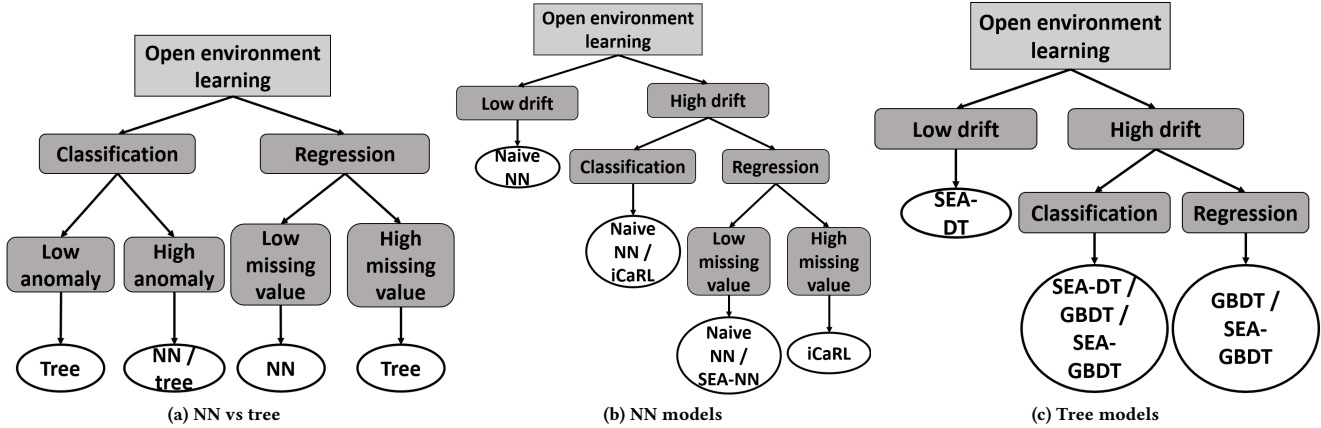 Open environment
learning
Classification
Regression
Low
anomaly
High
anomaly
Low
missing
value
High
missing
value
Tree
NN /
tree
NN
Tree
(a) NN vs tree
Open environment
learning
Low drift
High drift
Naive
NN
Classification
Regression
Naive
NN /
iCaRL
Low
missing
value
High
missing
value
Naive
NN /
SEA-NN
iCaRL
(b) NN models
Open environment
learning
Low drift
High drift
SEA-
DT
Classification
Regression
SEA-DT /
GBDT /
SEA-
GBDT
GBDT /
SEA-
GBDT
(c) Tree models